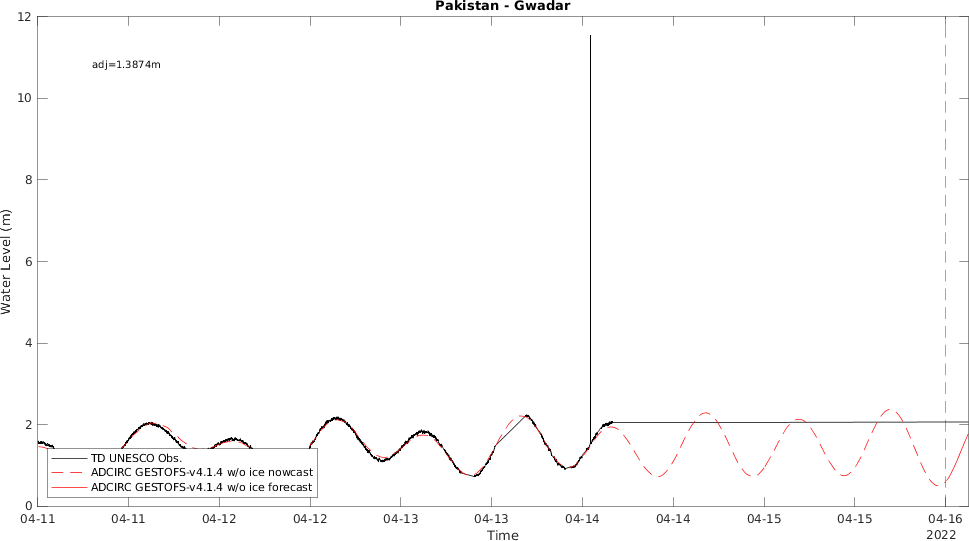 Pakistan - Gwadar
12
adj=1.3874m
10
8
6
4
2
0
Water Level (m)
TD UNESCO Obs.
ADCIRC GESTOFS-v4.1.4 w/o ice nowcast
ADCIRC GESTOFS-v4.1.4 w/o ice forecast
04-11 04-11 04-12 04-12 04-13 04-13 04-14 04-14 04-15 04-15 04-16
Time 2022